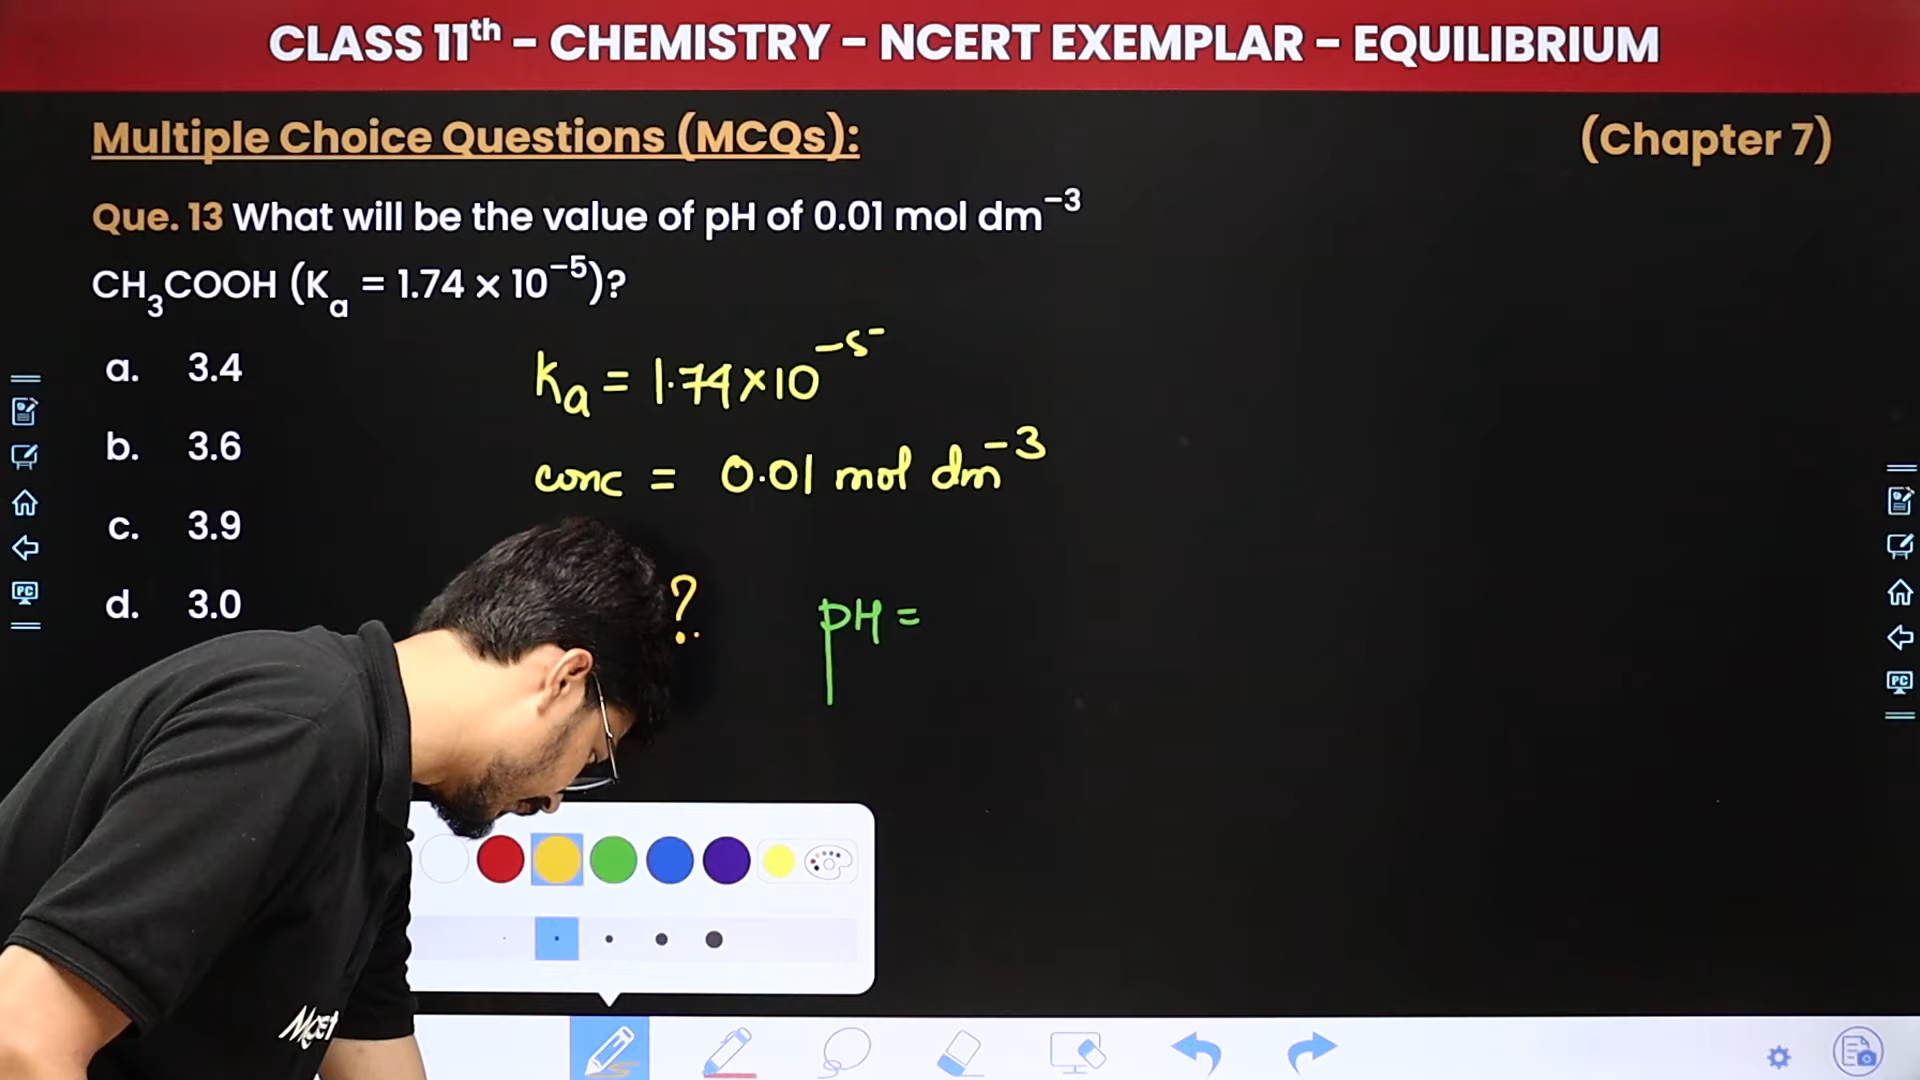 CLASS 11th - CHEMISTRY - NCERT EXEMPLAR - EQUILIBRIUM
Multiple Choice Questions (MCQs):
(Chapter 7)
Que. 13 What will be the value of pH of 0.01 mol dm⁻³
CH₃COOH (Kₐ = 1.74 × 10⁻⁵)?
a. 3.4
b. 3.6
c. 3.9
d. 3.0
Kₐ = 1.74×10⁻⁵
conc = 0.01 mol dm⁻³
?
pH =
PC
PC